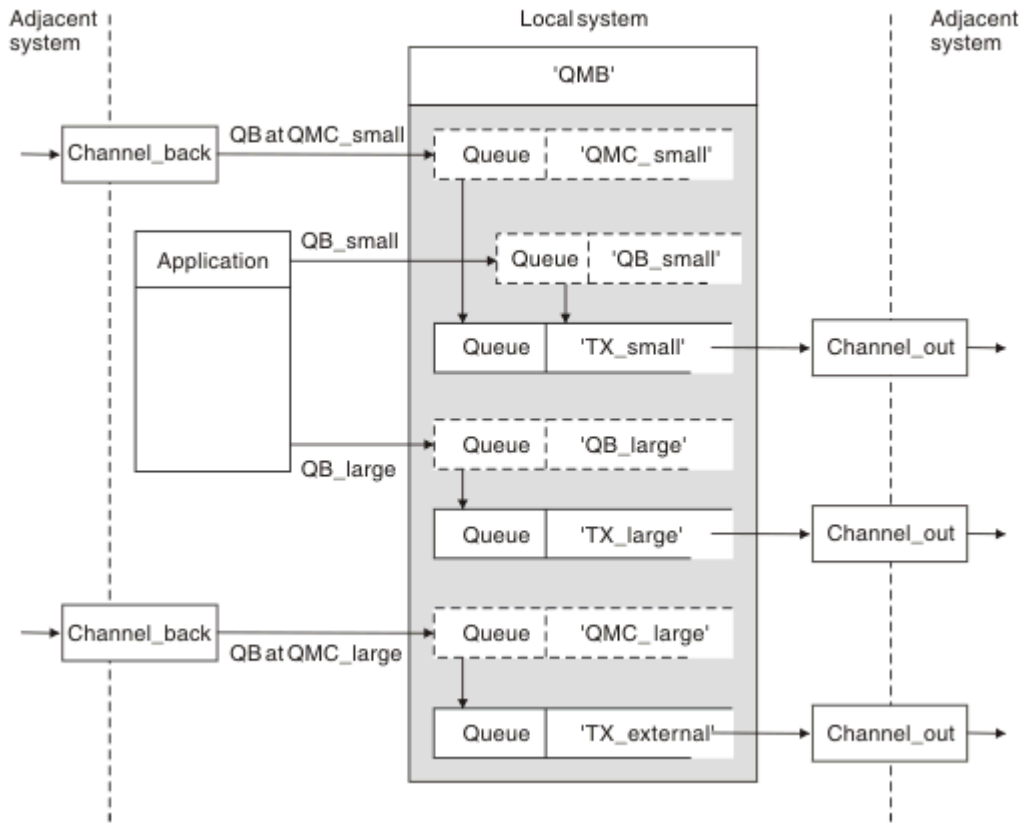 Adjacent
system
Local system
Adjacent
system
'QMB'
Channel_back
QB at QMC_small
Queue
'QMC_small'
Application
QB_small
Queue
'QB_small'
Queue
'TX_small'
Channel_out
QB_large
Queue
'QB_large'
Queue
'TX_large'
Channel_out
Channel_back
QB at QMC_large
Queue
'QMC_large'
Queue
'TX_external'
Channel_out